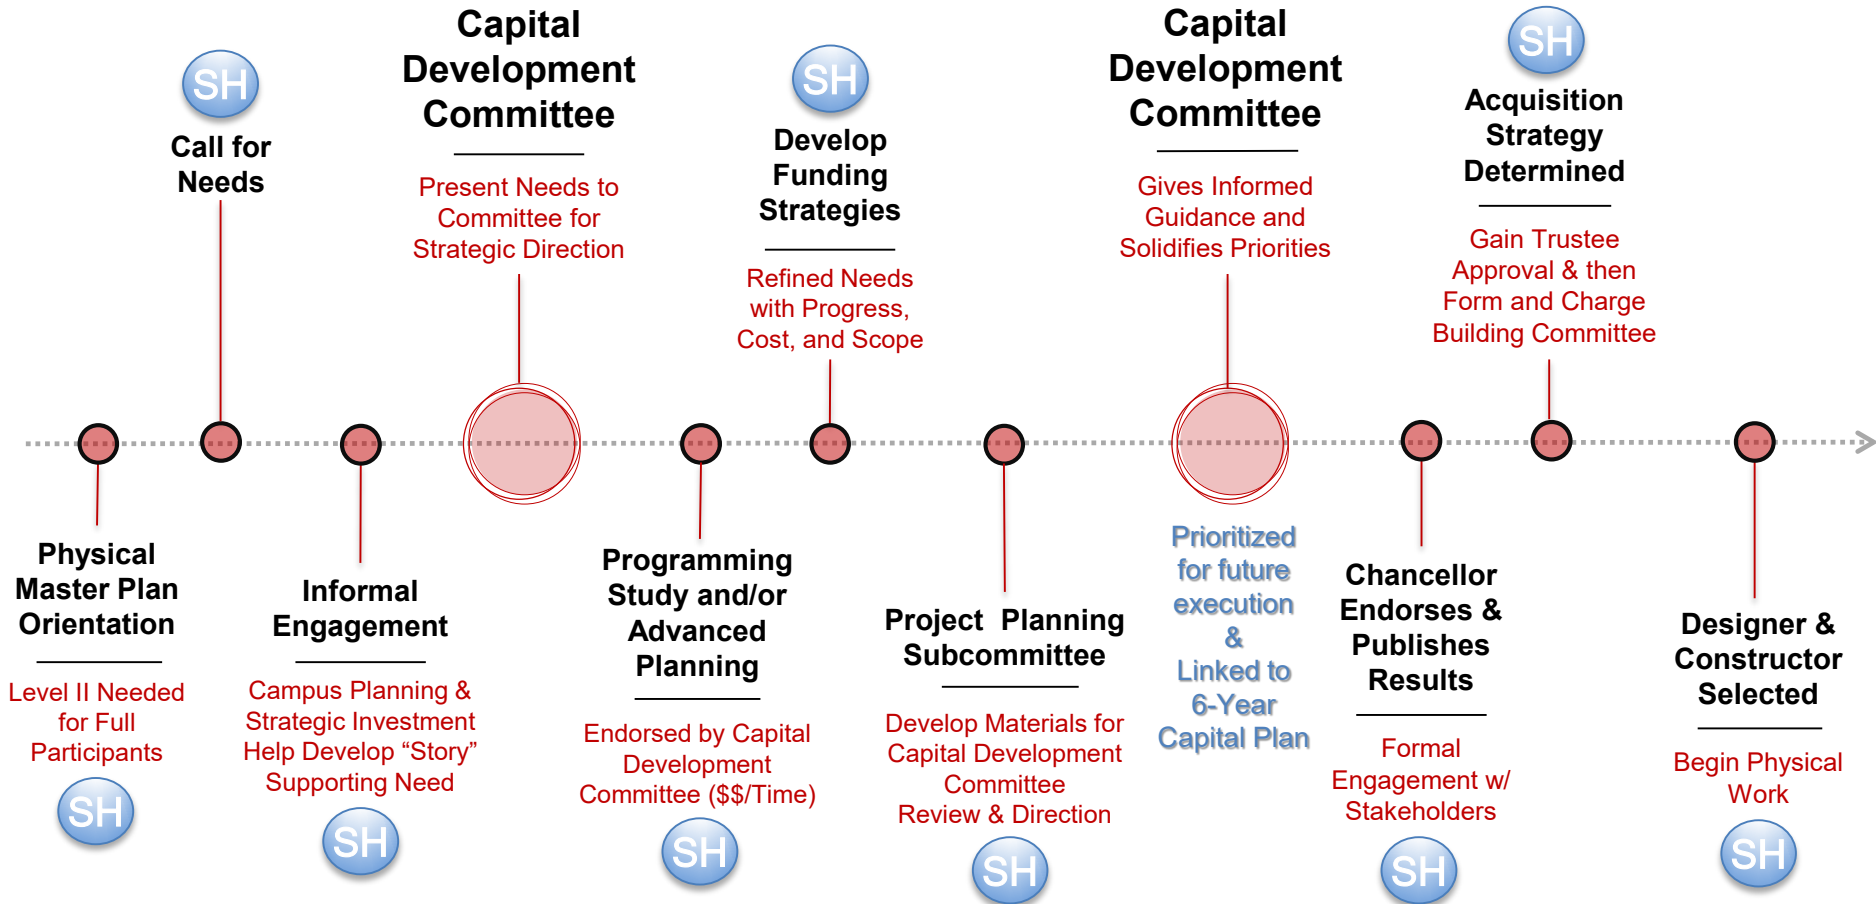 SH
Call for
Needs
Capital
Development
Committee
Present Needs to
Committee for
Strategic Direction
SH
Develop
Funding
Strategies
Refined Needs
with Progress,
Cost, and Scope
Capital
Development
Committee
Gives Informed
Guidance and
Solidifies Priorities
SH
Acquisition
Strategy
Determined
Gain Trustee
Approval & then
Form and Charge
Building Committee
Physical
Master Plan
Orientation
Level II Needed
for Full
Participants
SH
Informal
Engagement
Campus Planning &
Strategic Investment
Help Develop “Story”
Supporting Need
SH
Programming
Study and/or
Advanced
Planning
Endorsed by Capital
Development
Committee ($$/Time)
SH
Project Planning
Subcommittee
Develop Materials for
Capital Development
Committee
Review & Direction
SH
Prioritized
for future
execution
&
Linked to
6-Year
Capital Plan
Chancellor
Endorses &
Publishes
Results
Formal
Engagement w/
Stakeholders
SH
Designer &
Constructor
Selected
Begin Physical
Work
SH